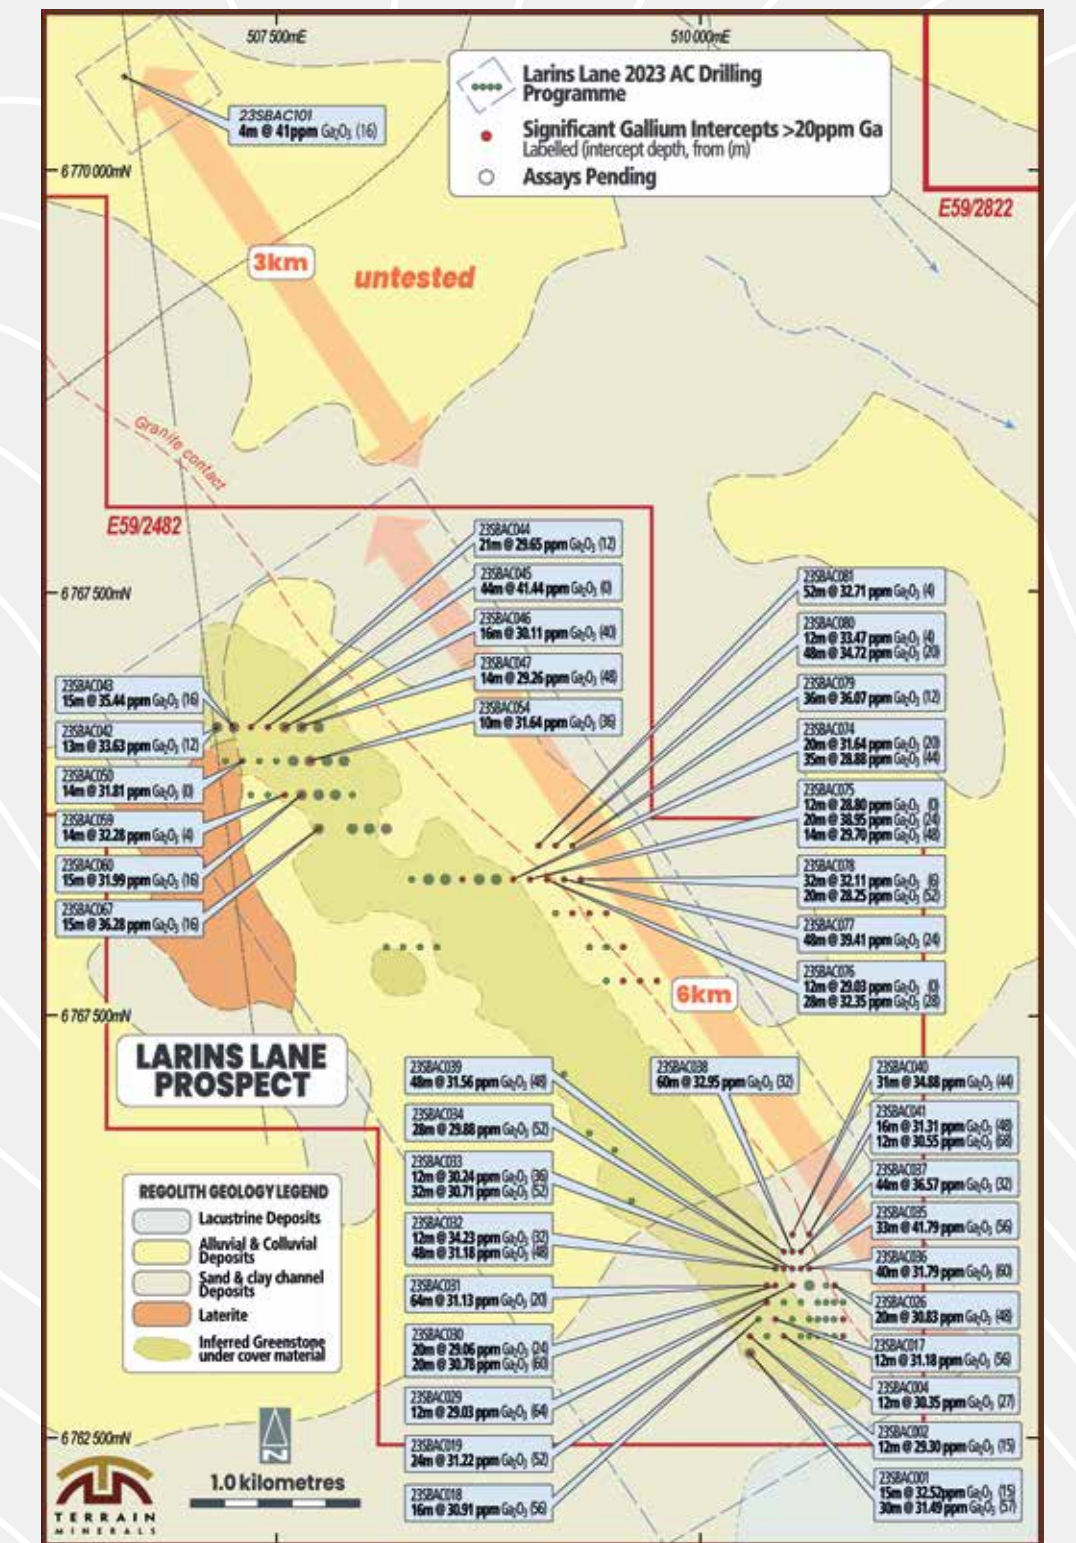 507 500mE
510 000mE
Larins Lane 2023 AC Drilling
Programme
Significant Gallium Intercepts >20ppm Ga
Labelled (intercept depth, from (m)
Assays Pending
23SBAC101
4m @ 41ppm Ga₂O₃ (16)
6 770 000mN
E59/2822
3km
untested
Granite contact
E59/2482
6 767 500mN
23SBAC044
21m @ 29.65 ppm Ga₂O₃ (12)
23SBAC045
44m @ 41.44 ppm Ga₂O₃ (0)
23SBAC046
16m @ 30.11 ppm Ga₂O₃ (40)
23SBAC047
14m @ 29.26 ppm Ga₂O₃ (48)
23SBAC054
10m @ 31.64 ppm Ga₂O₃ (36)
23SBAC043
15m @ 35.44 ppm Ga₂O₃ (16)
23SBAC042
13m @ 33.63 ppm Ga₂O₃ (12)
23SBAC050
14m @ 31.81 ppm Ga₂O₃ (0)
23SBAC059
14m @ 32.28 ppm Ga₂O₃ (4)
23SBAC060
15m @ 31.99 ppm Ga₂O₃ (16)
23SBAC067
15m @ 36.28 ppm Ga₂O₃ (16)
23SBAC081
52m @ 32.71 ppm Ga₂O₃ (4)
23SBAC080
12m @ 33.47 ppm Ga₂O₃ (4)
48m @ 34.72 ppm Ga₂O₃ (20)
23SBAC079
36m @ 36.07 ppm Ga₂O₃ (12)
23SBAC074
20m @ 31.64 ppm Ga₂O₃ (20)
35m @ 28.88 ppm Ga₂O₃ (44)
23SBAC075
12m @ 28.80 ppm Ga₂O₃ (0)
20m @ 38.95 ppm Ga₂O₃ (24)
14m @ 29.70 ppm Ga₂O₃ (48)
23SBAC078
32m @ 32.11 ppm Ga₂O₃ (6)
20m @ 28.25 ppm Ga₂O₃ (52)
23SBAC077
48m @ 39.41 ppm Ga₂O₃ (24)
23SBAC076
12m @ 29.03 ppm Ga₂O₃ (0)
28m @ 32.35 ppm Ga₂O₃ (28)
6km
6 767 500mN
LARINS LANE
PROSPECT
23SBAC039
48m @ 31.56 ppm Ga₂O₃ (48)
23SBAC034
28m @ 29.88 ppm Ga₂O₃ (52)
23SBAC033
12m @ 30.24 ppm Ga₂O₃ (36)
32m @ 30.71 ppm Ga₂O₃ (52)
23SBAC032
12m @ 34.23 ppm Ga₂O₃ (32)
48m @ 31.18 ppm Ga₂O₃ (48)
23SBAC031
64m @ 31.13 ppm Ga₂O₃ (20)
23SBAC030
20m @ 29.06 ppm Ga₂O₃ (24)
20m @ 30.78 ppm Ga₂O₃ (60)
23SBAC029
12m @ 29.03 ppm Ga₂O₃ (64)
23SBAC019
24m @ 31.22 ppm Ga₂O₃ (52)
23SBAC018
16m @ 30.91 ppm Ga₂O₃ (56)
23SBAC038
60m @ 32.95 ppm Ga₂O₃ (32)
23SBAC040
31m @ 34.88 ppm Ga₂O₃ (44)
23SBAC041
16m @ 31.31 ppm Ga₂O₃ (48)
12m @ 30.55 ppm Ga₂O₃ (68)
23SBAC037
44m @ 36.57 ppm Ga₂O₃ (32)
23SBAC035
33m @ 41.79 ppm Ga₂O₃ (56)
23SBAC036
40m @ 31.79 ppm Ga₂O₃ (60)
23SBAC026
20m @ 30.83 ppm Ga₂O₃ (48)
23SBAC017
12m @ 31.18 ppm Ga₂O₃ (56)
23SBAC004
12m @ 30.35 ppm Ga₂O₃ (27)
23SBAC002
12m @ 29.30 ppm Ga₂O₃ (15)
23SBAC001
15m @ 32.52ppm Ga₂O₃ (15)
30m @ 31.49 ppm Ga₂O₃ (57)
REGOLITH GEOLOGY LEGEND
Lacustrine Deposits
Alluvial & Colluvial
Deposits
Sand & clay channel
Deposits
Laterite
Inferred Greenstone
under cover material
6 762 500mN
N
1.0 kilometres
TERRAIN
MINERALS